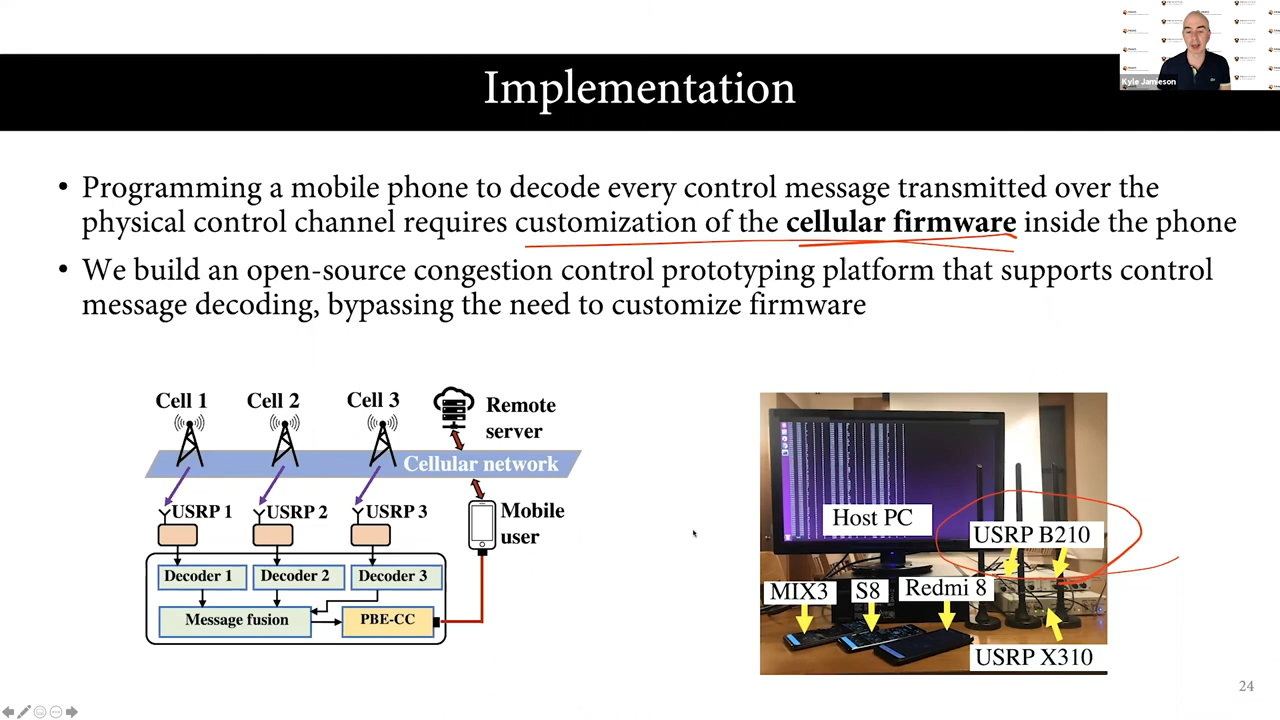 Kyle Jamieson
Implementation
• Programming a mobile phone to decode every control message transmitted over the
physical control channel requires customization of the cellular firmware inside the phone
• We build an open-source congestion control prototyping platform that supports control
message decoding, bypassing the need to customize firmware
Cell 1 Cell 2 Cell 3
Remote
server
Cellular network
USRP 1 USRP 2 USRP 3
Mobile
user
Decoder 1 Decoder 2 Decoder 3
Message fusion PBE-CC
Host PC
USRP B210
MIX3 S8 Redmi 8
USRP X310
24